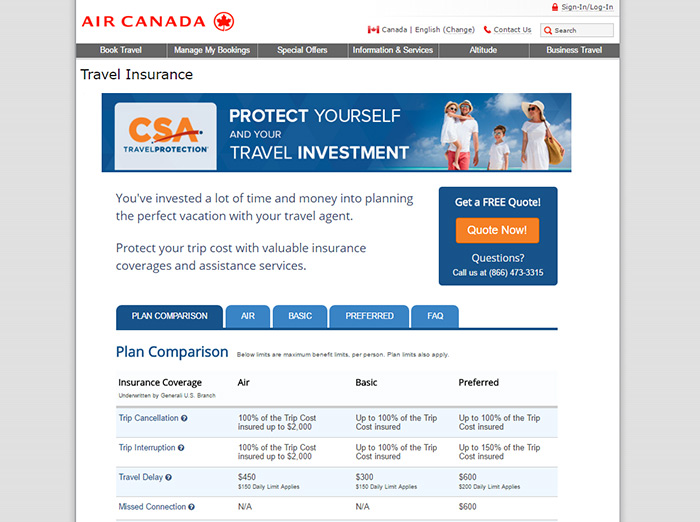 Sign-In/Log-In
AIR CANADA
Canada | English (Change) Contact Us Search
Book Travel Manage My Bookings Special Offers Information & Services Altitude Business Travel
Travel Insurance
CSA
TRAVELPROTECTION®
PROTECT YOURSELF
AND YOUR
TRAVEL INVESTMENT
You've invested a lot of time and money into planning
the perfect vacation with your travel agent.
Protect your trip cost with valuable insurance
coverages and assistance services.
Get a FREE Quote!
Quote Now!
Questions?
Call us at (866) 473-3315
PLAN COMPARISON AIR BASIC PREFERRED FAQ
Plan Comparison Below limits are maximum benefit limits, per person. Plan limits also apply.
Insurance Coverage Air Basic Preferred
Underwritten by Generali U.S. Branch
Trip Cancellation ? 100% of the Trip Cost Up to 100% of the Trip Up to 100% of the Trip
insured up to $2,000 Cost insured Cost insured
Trip Interruption ? 100% of the Trip Cost Up to 100% of the Trip Up to 150% of the Trip
insured up to $2,000 Cost insured Cost insured
Travel Delay ? $450 $300 $600
$150 Daily Limit Applies $150 Daily Limit Applies $200 Daily Limit Applies
Missed Connection ? N/A N/A $600